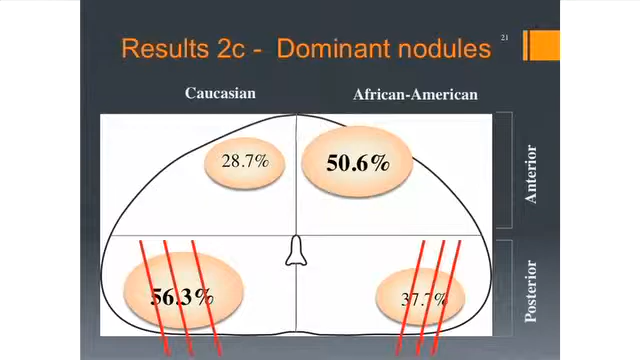 Results 2c - Dominant nodules
21
Caucasian
African-American
28.7%
50.6%
Anterior
56.3%
37.7%
Posterior